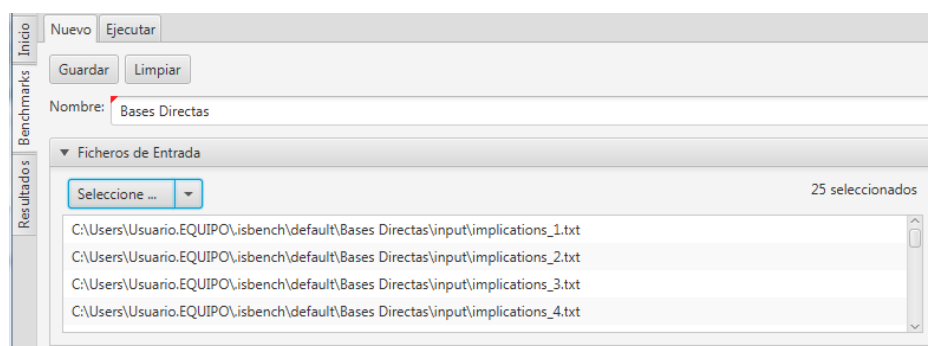 Inicio
Benchmarks
Resultados
Nuevo Ejecutar
Guardar Limpiar
Nombre: Bases Directas
Ficheros de Entrada
Seleccione ... 25 seleccionados
C:\Users\Usuario.EQUIPO\.isbench\default\Bases Directas\input\implications_1.txt
C:\Users\Usuario.EQUIPO\.isbench\default\Bases Directas\input\implications_2.txt
C:\Users\Usuario.EQUIPO\.isbench\default\Bases Directas\input\implications_3.txt
C:\Users\Usuario.EQUIPO\.isbench\default\Bases Directas\input\implications_4.txt